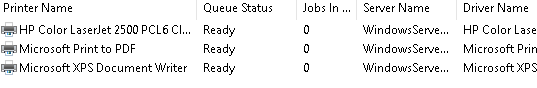 Printer Name Queue Status Jobs In ... Server Name Driver Name
HP Color LaserJet 2500 PCL6 Cl... Ready 0 WindowsServe... HP Color Lase
Microsoft Print to PDF Ready 0 WindowsServe... Microsoft Prin
Microsoft XPS Document Writer Ready 0 WindowsServe... Microsoft XPS